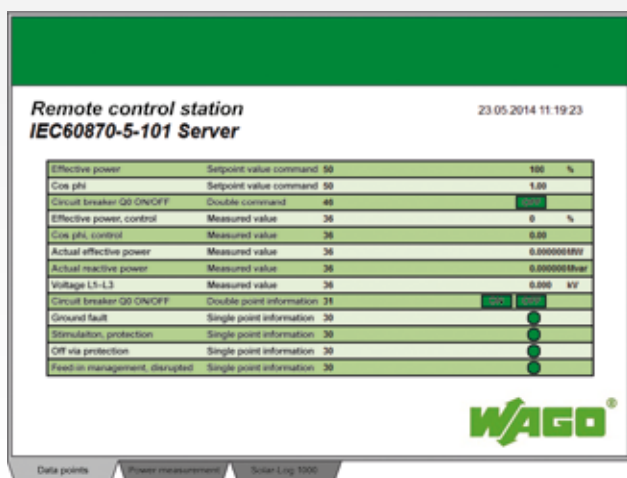 Remote control station
23.05.2014 11:19:23
IEC60870-5-101 Server
Effective power Setpoint value command 50 100 %
Cos phi Setpoint value command 50 1.00
Circuit breaker Q0 ON/OFF Double command 46
Effective power, control Measured value 36 0 %
Cos phi, control Measured value 36 0.00
Actual effective power Measured value 36 0.000000MW
Actual reactive power Measured value 36 0.000000Mvar
Voltage L1-L3 Measured value 36 0.000 kV
Circuit breaker Q0 ON/OFF Double point information 31
Ground fault Single point information 30
Stimulaiton, protection Single point information 30
Off via protection Single point information 30
Feed-in management, disrupted Single point information 30
WAGO®
Data points Power measurement Solar-Log 1000